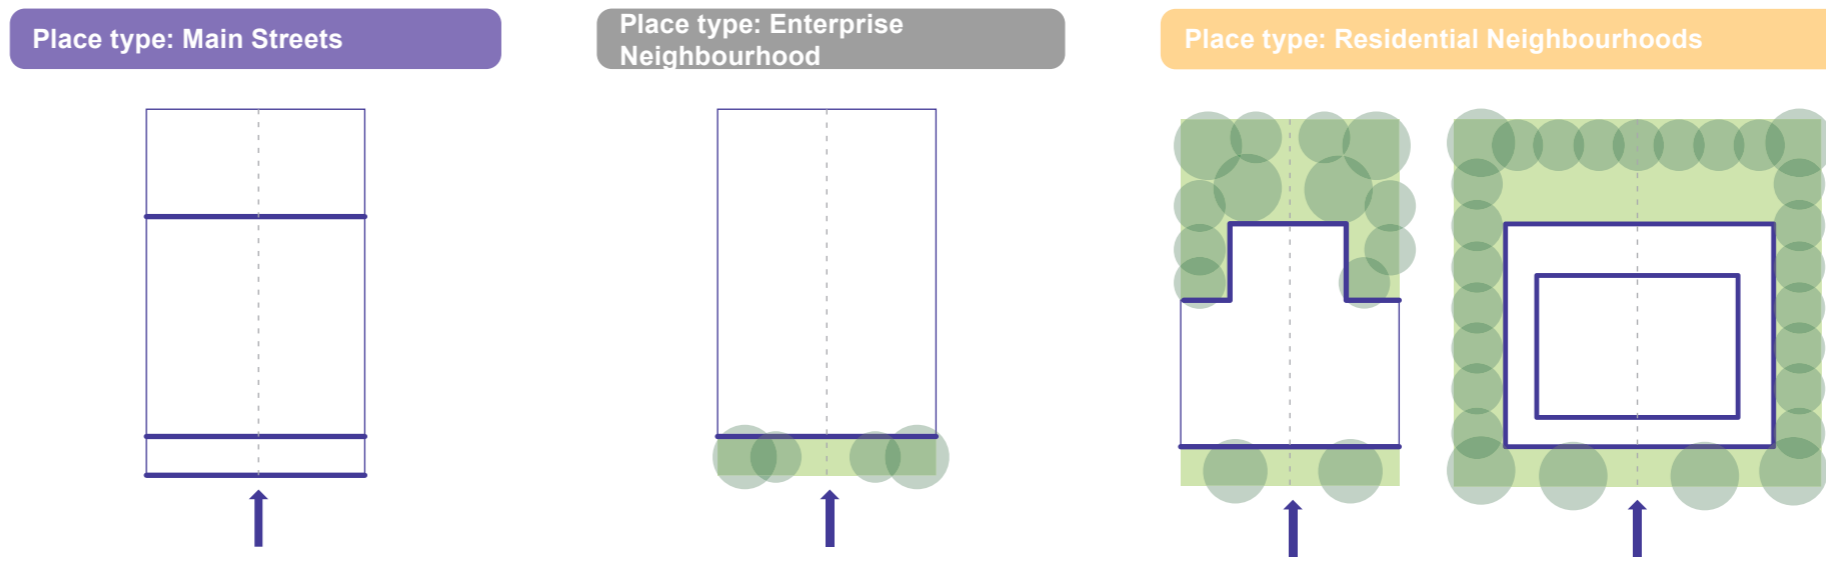 Place type: Main Streets
Place type: Enterprise
Neighbourhood
Place type: Residential Neighbourhoods